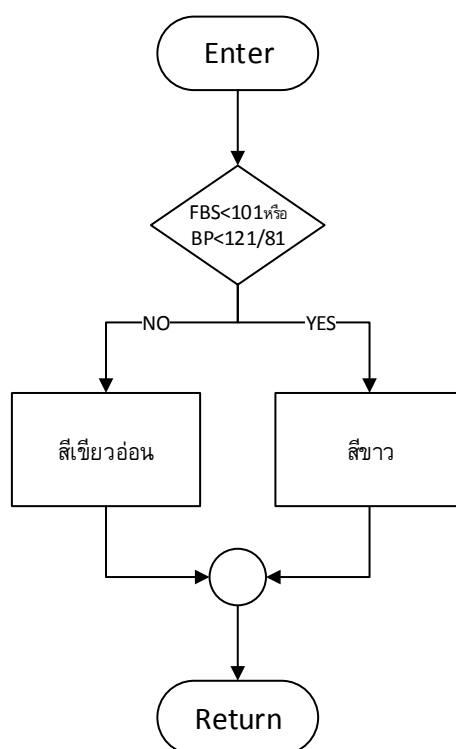 Enter
FBS<101หรือ
BP<121/81
NO
YES
สีเขียวอ่อน
สีขาว
Return